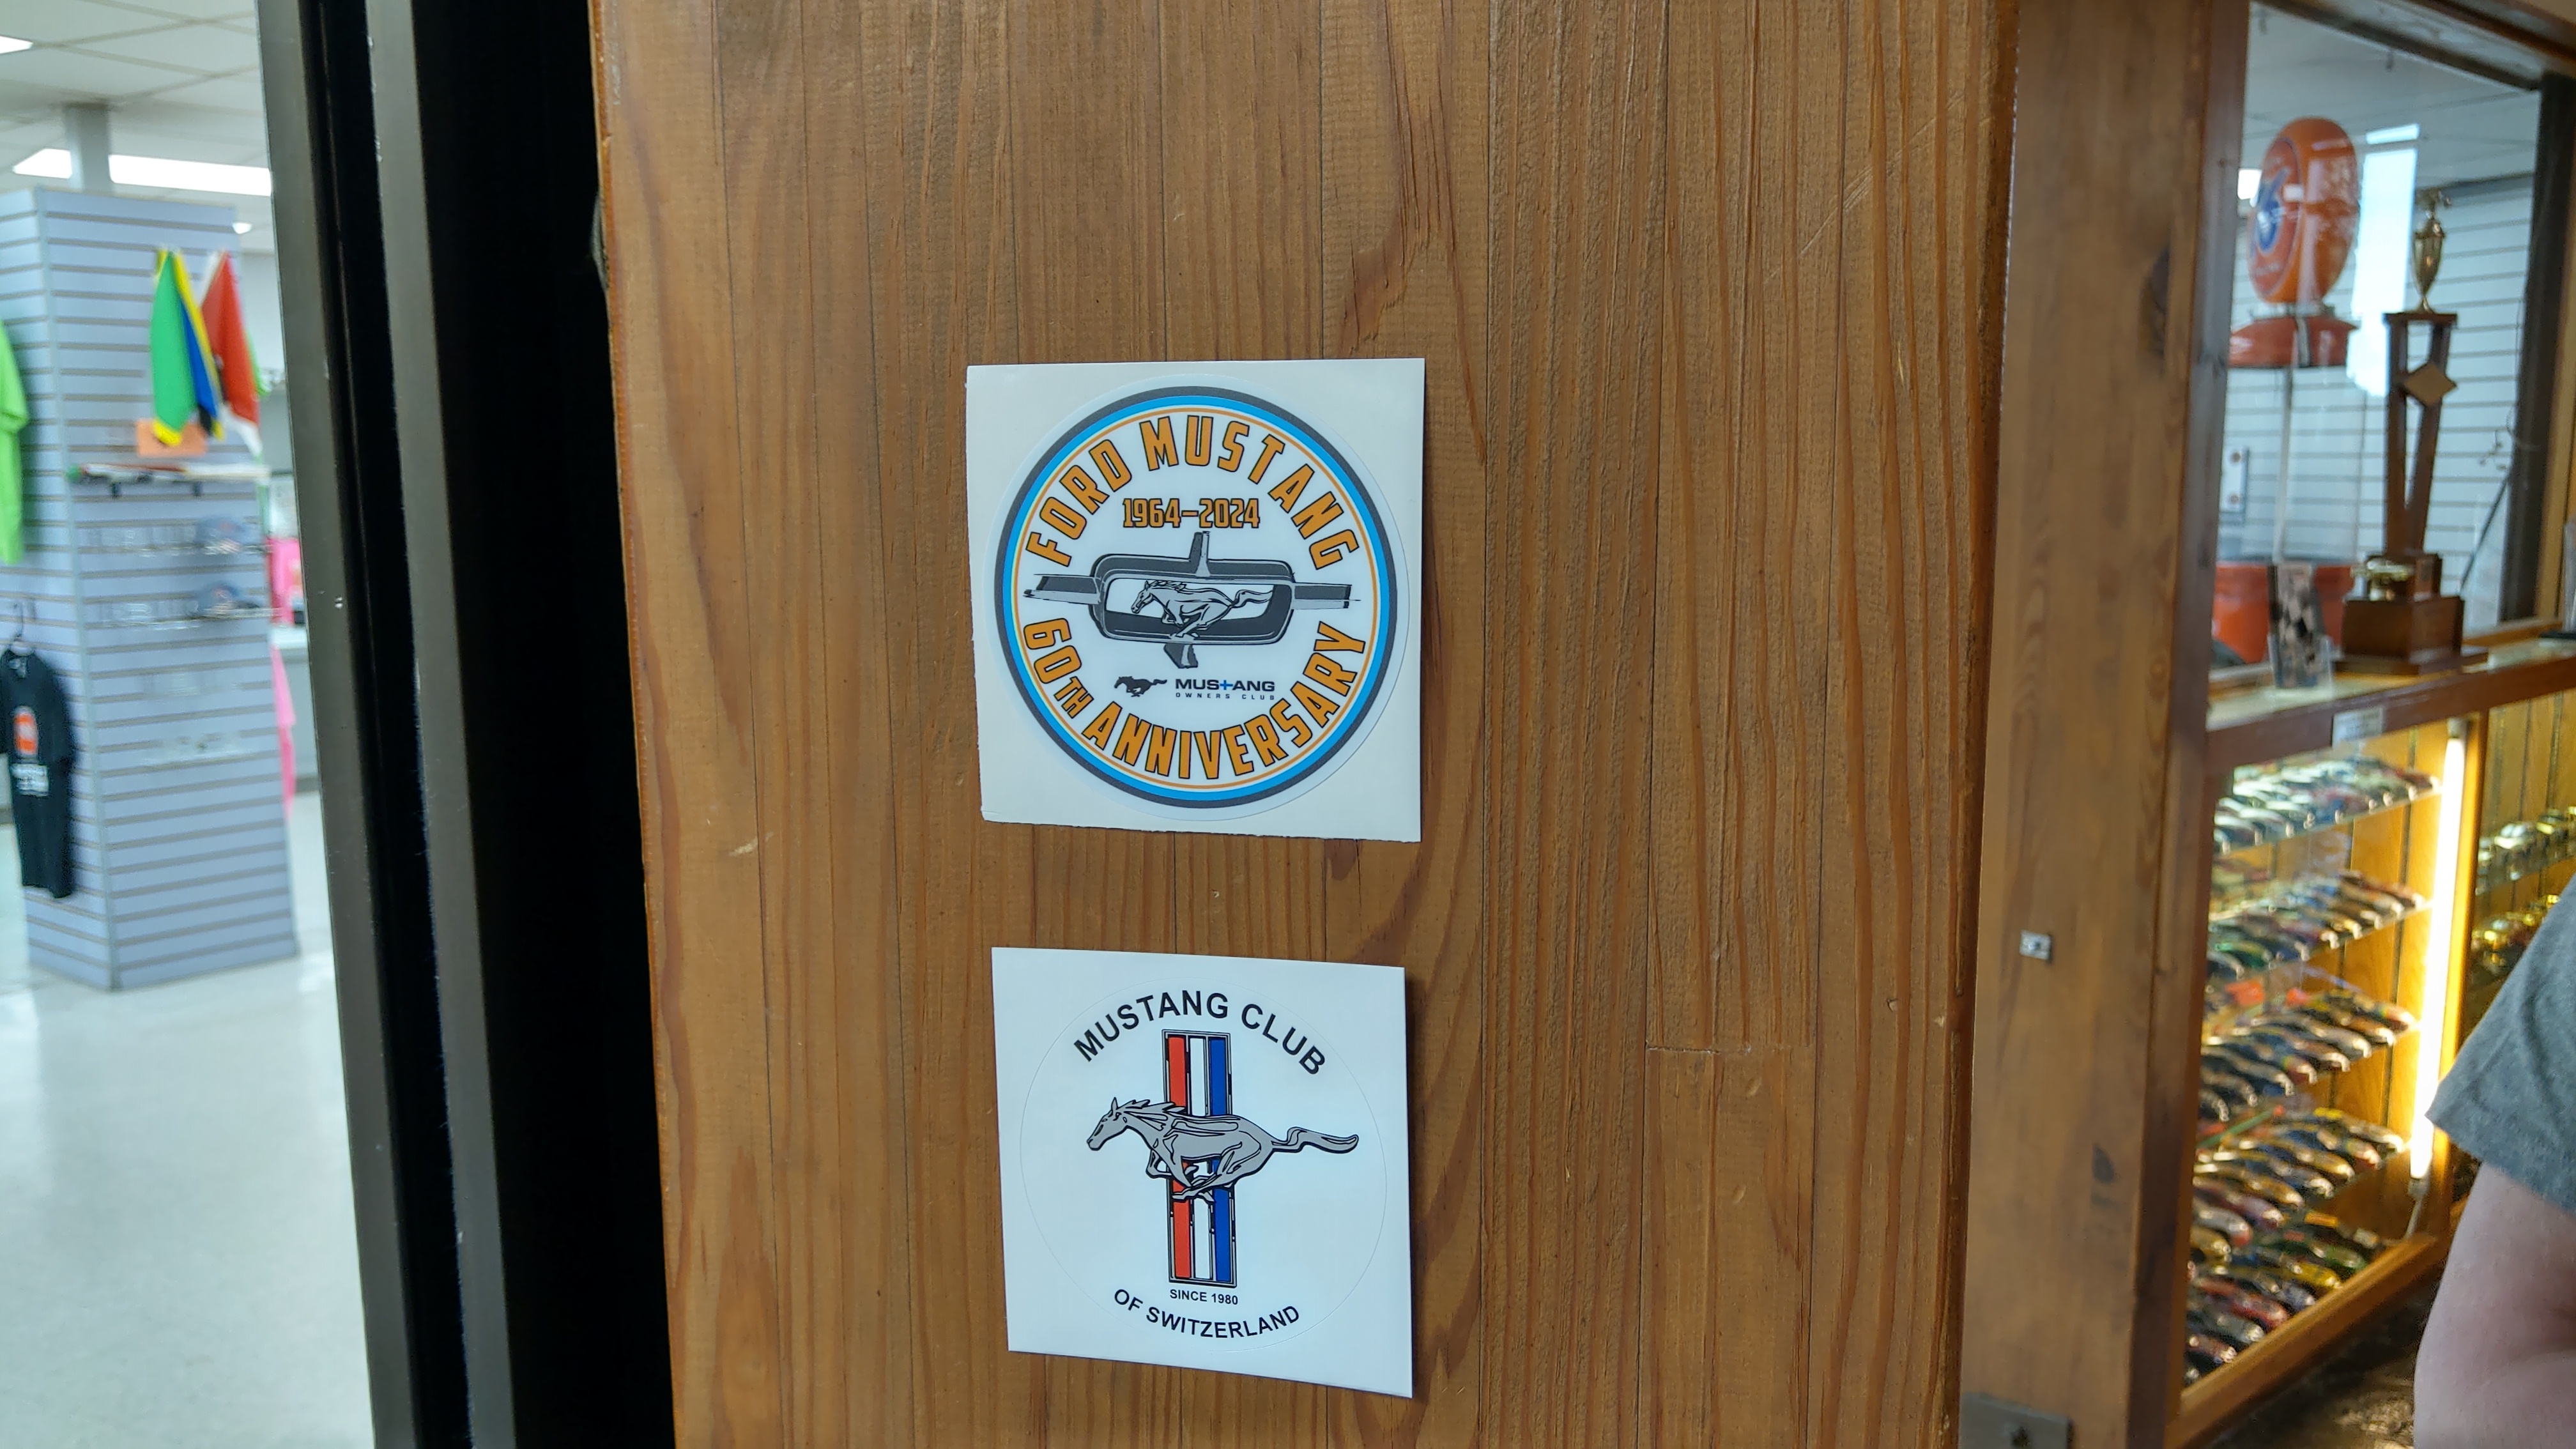 FORD MUSTANG
1964-2024
MUSTANG
OWNERS CLUB
60TH ANNIVERSARY
MUSTANG CLUB
SINCE 1980
OF SWITZERLAND